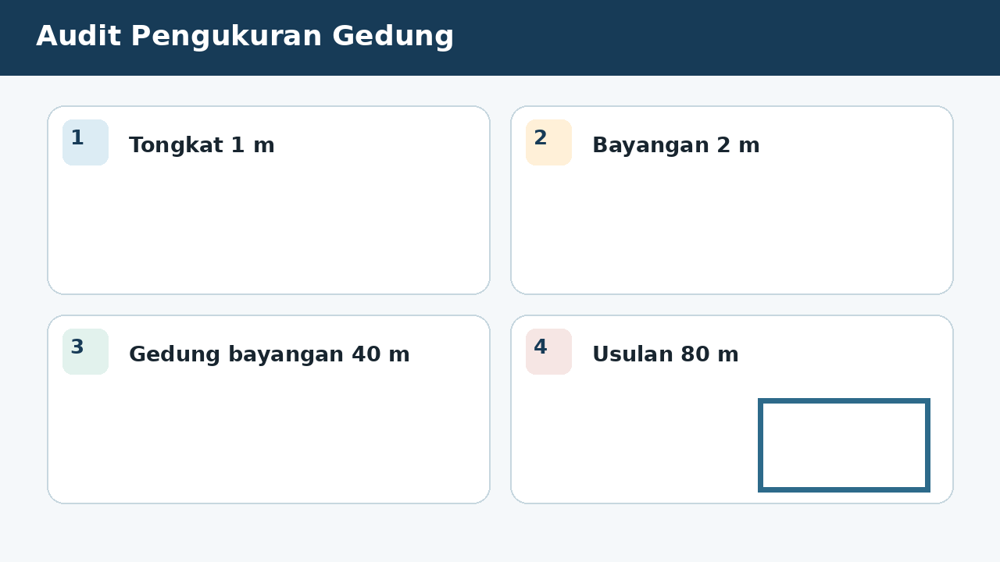 Audit Pengukuran Gedung
1
Tongkat 1 m
2
Bayangan 2 m
3
Gedung bayangan 40 m
4
Usulan 80 m